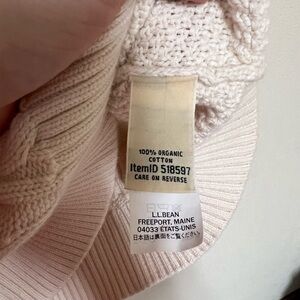 100% ORGANIC
COTTON
ItemID 518597
CARE ON REVERSE
L.L.BEAN
FREEPORT, MAINE
04033 ÉTATS-UNIS
日本語は裏面をご覧ください